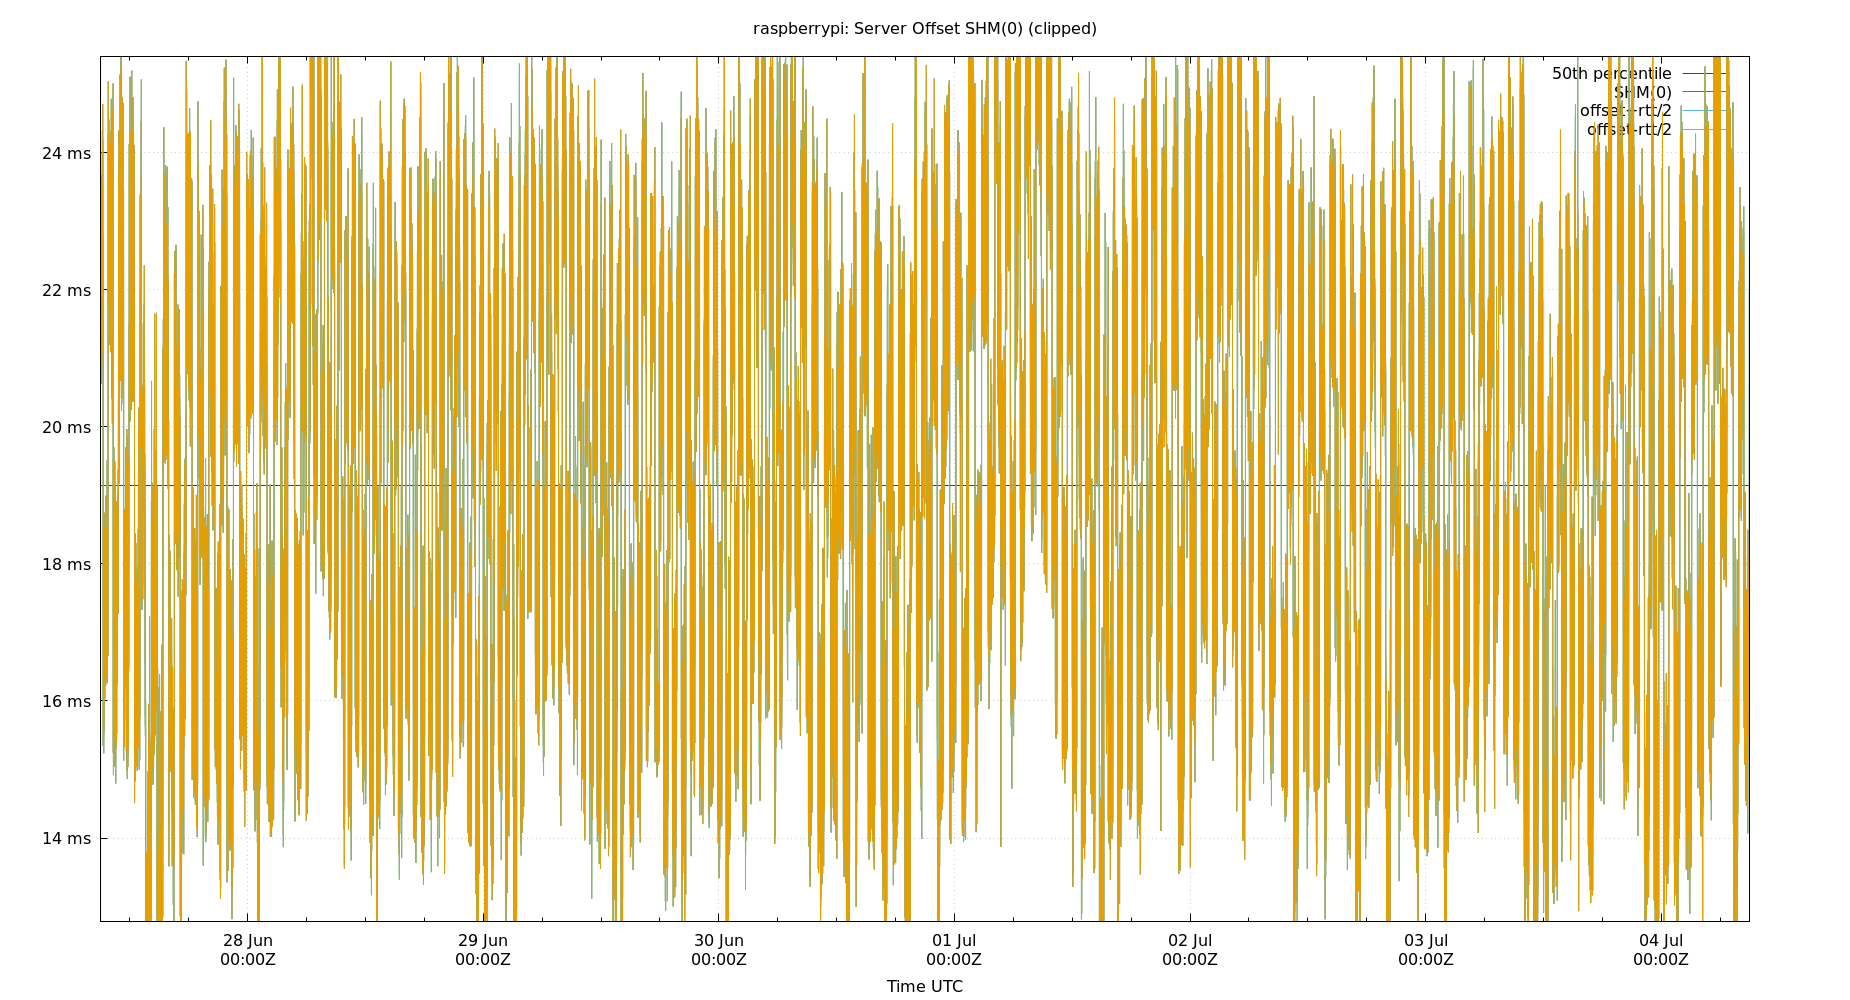 raspberrypi: Server Offset SHM(0) (clipped)
50th percentile
SHM(0)
offset+rtt/2
offset-rtt/2
24 ms
22 ms
20 ms
18 ms
16 ms
14 ms
28 Jun 29 Jun 30 Jun 01 Jul 02 Jul 03 Jul 04 Jul
00:00Z 00:00Z 00:00Z 00:00Z 00:00Z 00:00Z 00:00Z
Time UTC